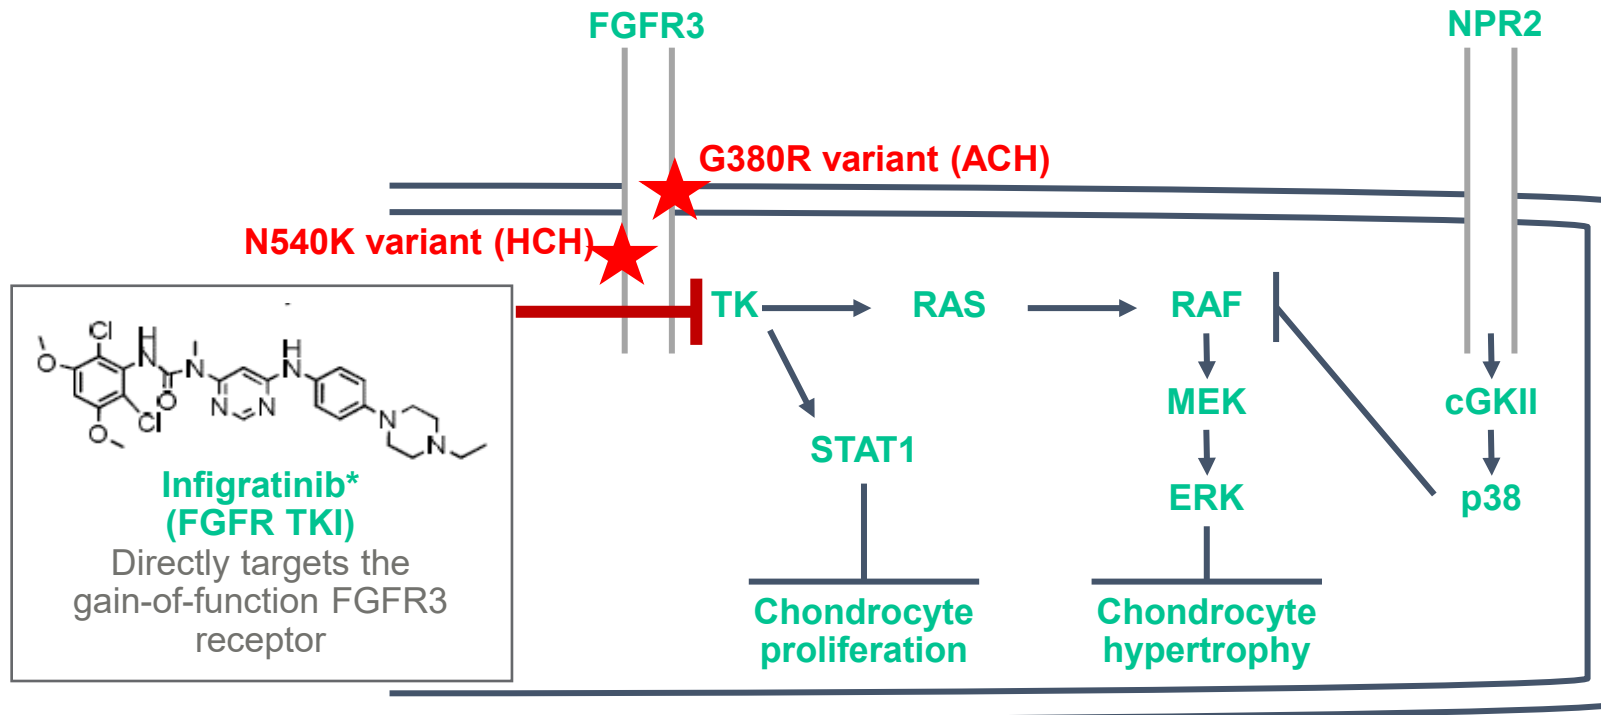 FGFR3
NPR2
G380R variant (ACH)
N540K variant (HCH)
TK
RAS
RAF
MEK
cGKII
STAT1
ERK
p38
Cl
H
N
N
H
N
O
O
N
N
Cl
O
N
N
Infigratinib*
(FGFR TKI)
Directly targets the
gain-of-function FGFR3
receptor
Chondrocyte
proliferation
Chondrocyte
hypertrophy